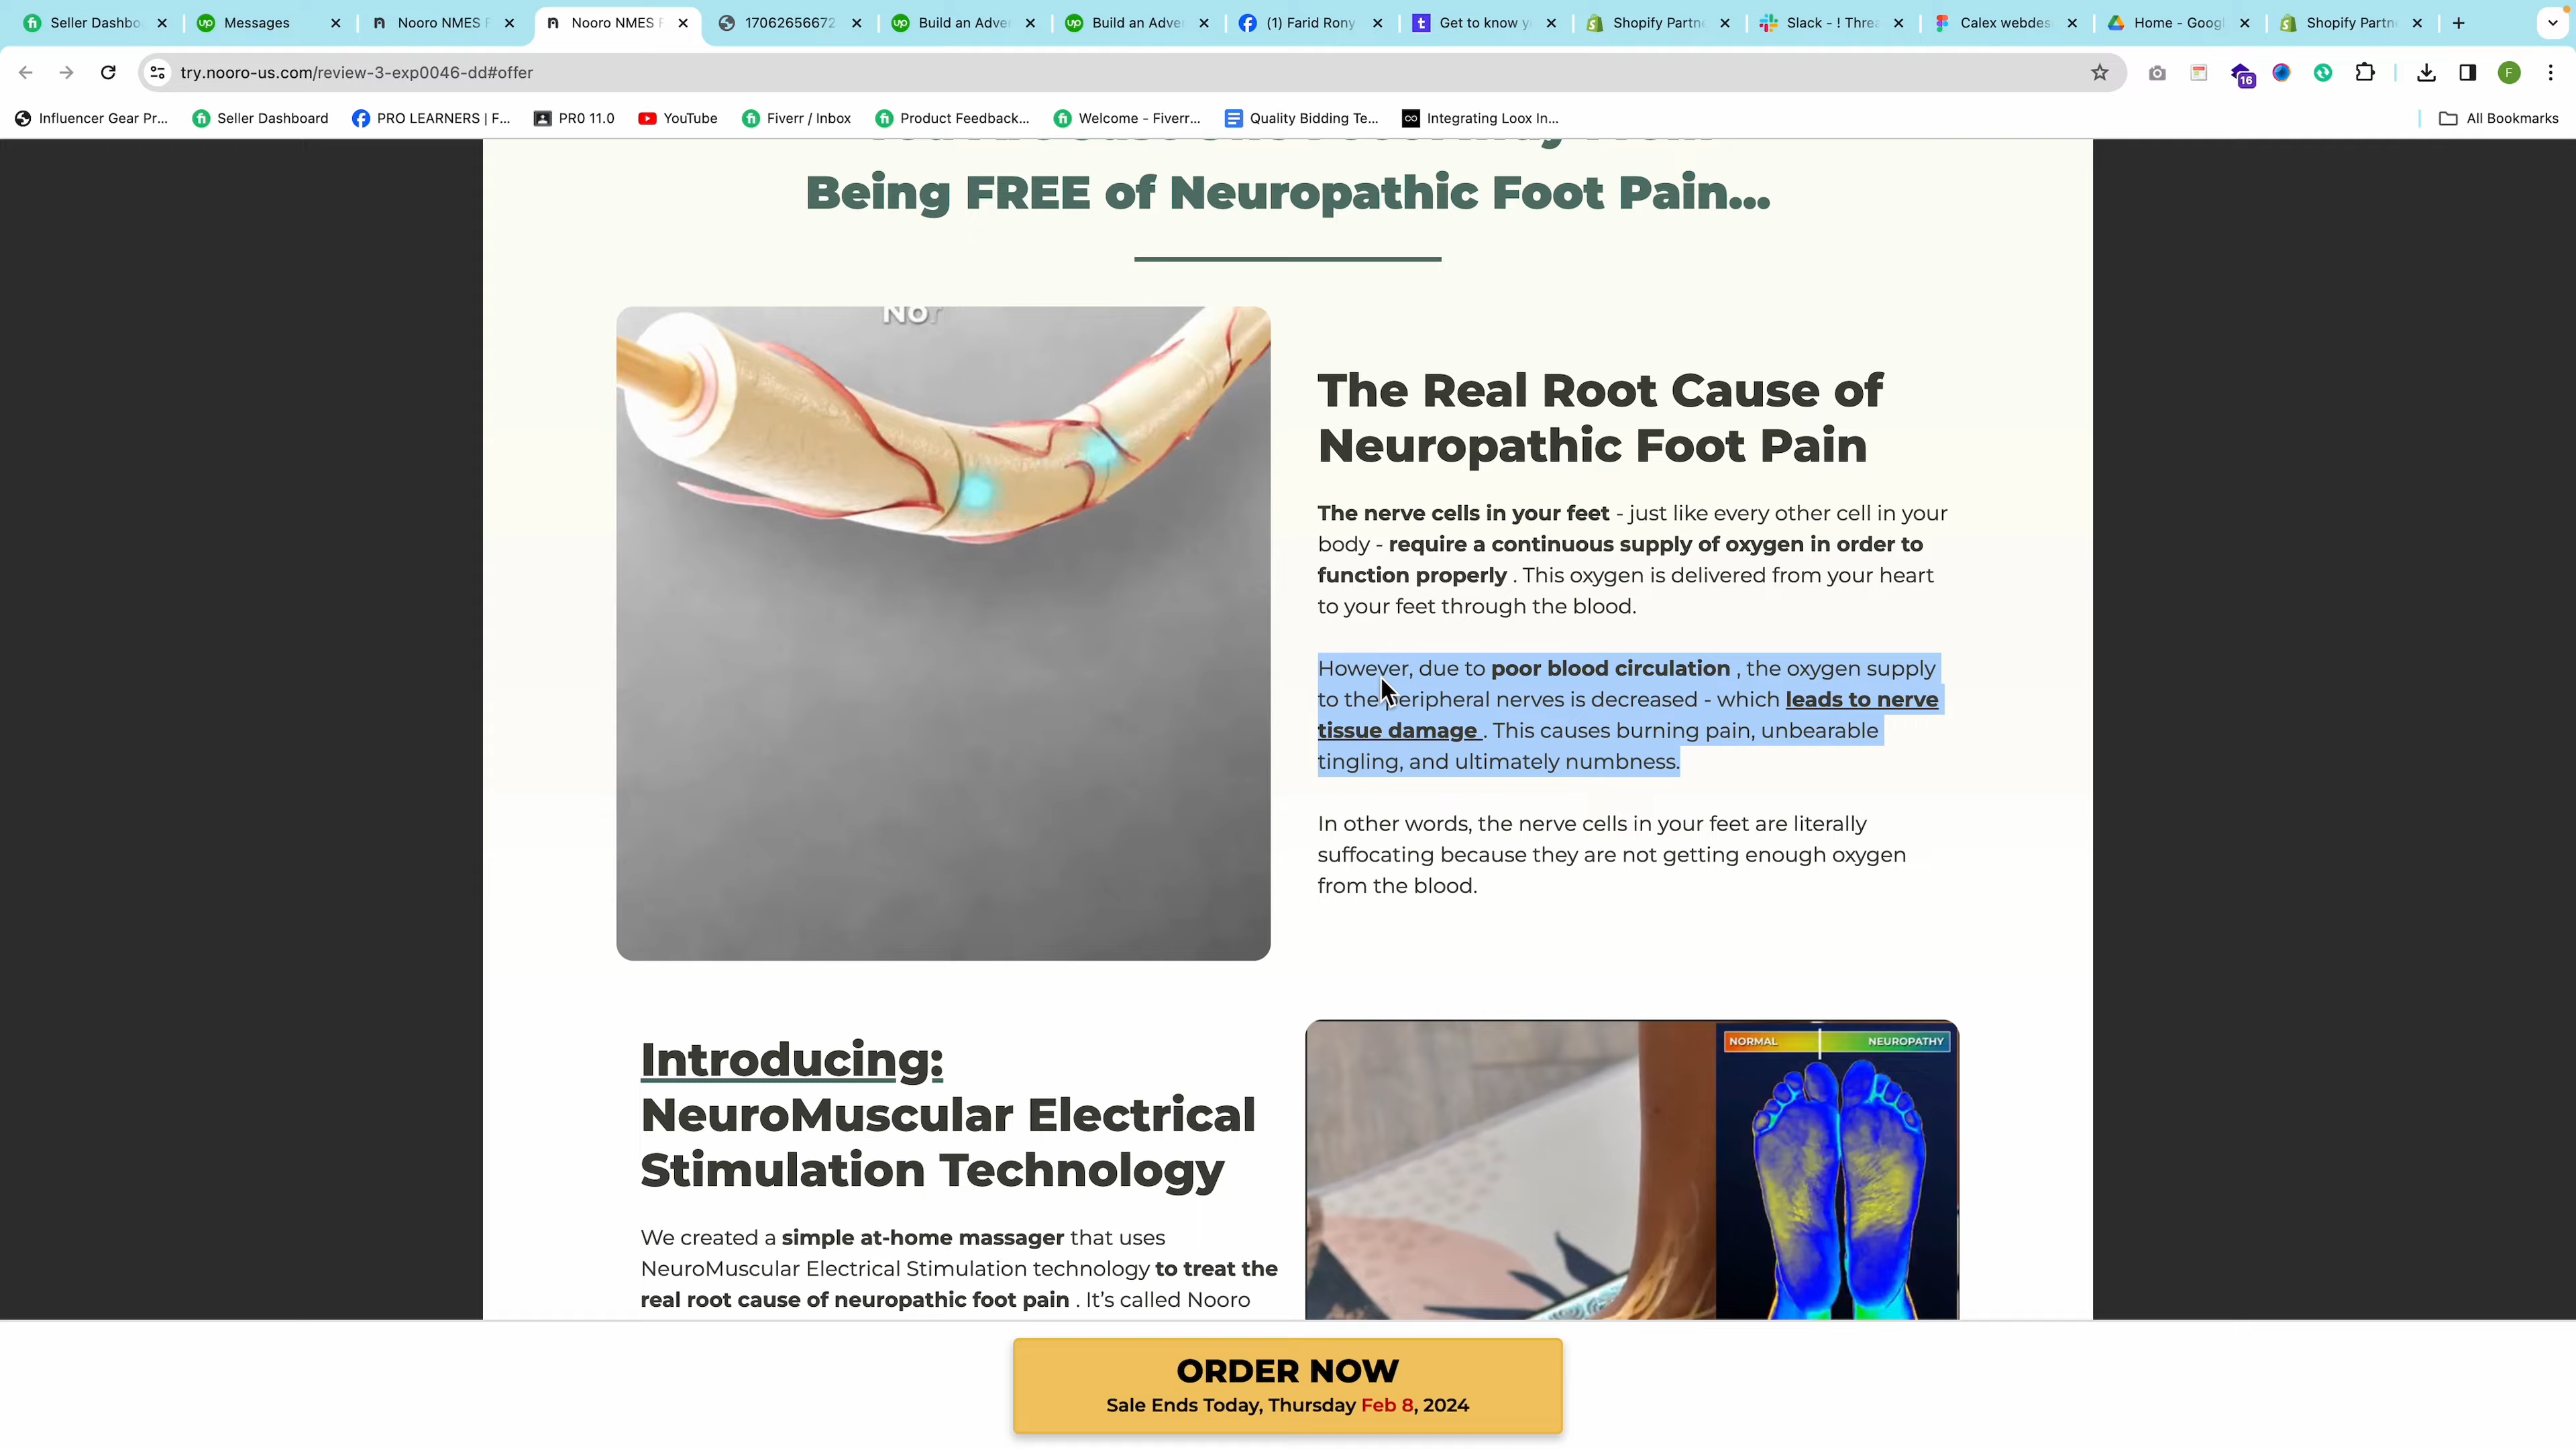 Seller Dashbo
Messages
Nooro NMES F
Nooro NMES F
17062656672
Build an Adve
Build an Adve
(1) Farid Rony
Get to know y
Shopify Partne
Slack - ! Threa
Calex webdes
Home - Googl
Shopify Partn
try.nooro-us.com/review-3-exp0046-dd#offer
16
F
Influencer Gear Pr...
Seller Dashboard
PRO LEARNERS | F...
PR0 11.0
YouTube
Fiverr / Inbox
Product Feedback...
Welcome - Fiverr...
Quality Bidding Te...
Integrating Loox In...
All Bookmarks
Being FREE of Neuropathic Foot Pain...
Nor
The Real Root Cause of
Neuropathic Foot Pain
The nerve cells in your feet - just like every other cell in your
body - require a continuous supply of oxygen in order to
function properly . This oxygen is delivered from your heart
to your feet through the blood.
However, due to poor blood circulation , the oxygen supply
to the peripheral nerves is decreased - which leads to nerve
tissue damage . This causes burning pain, unbearable
tingling, and ultimately numbness.
In other words, the nerve cells in your feet are literally
suffocating because they are not getting enough oxygen
from the blood.
Introducing:
NeuroMuscular Electrical
Stimulation Technology
We created a simple at-home massager that uses
NeuroMuscular Electrical Stimulation technology to treat the
real root cause of neuropathic foot pain . It's called Nooro
NORMAL
NEUROPATHY
ORDER NOW
Sale Ends Today, Thursday Feb 8, 2024